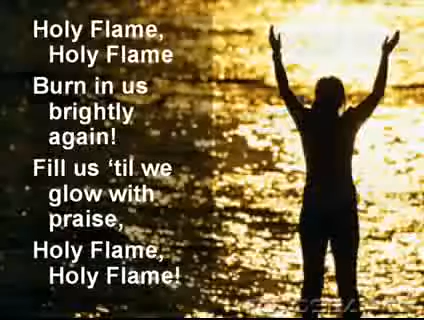 Holy Flame,
Holy Flame
Burn in us
brightly
again!
Fill us ‘til we
glow with
praise,
Holy Flame,
Holy Flame!